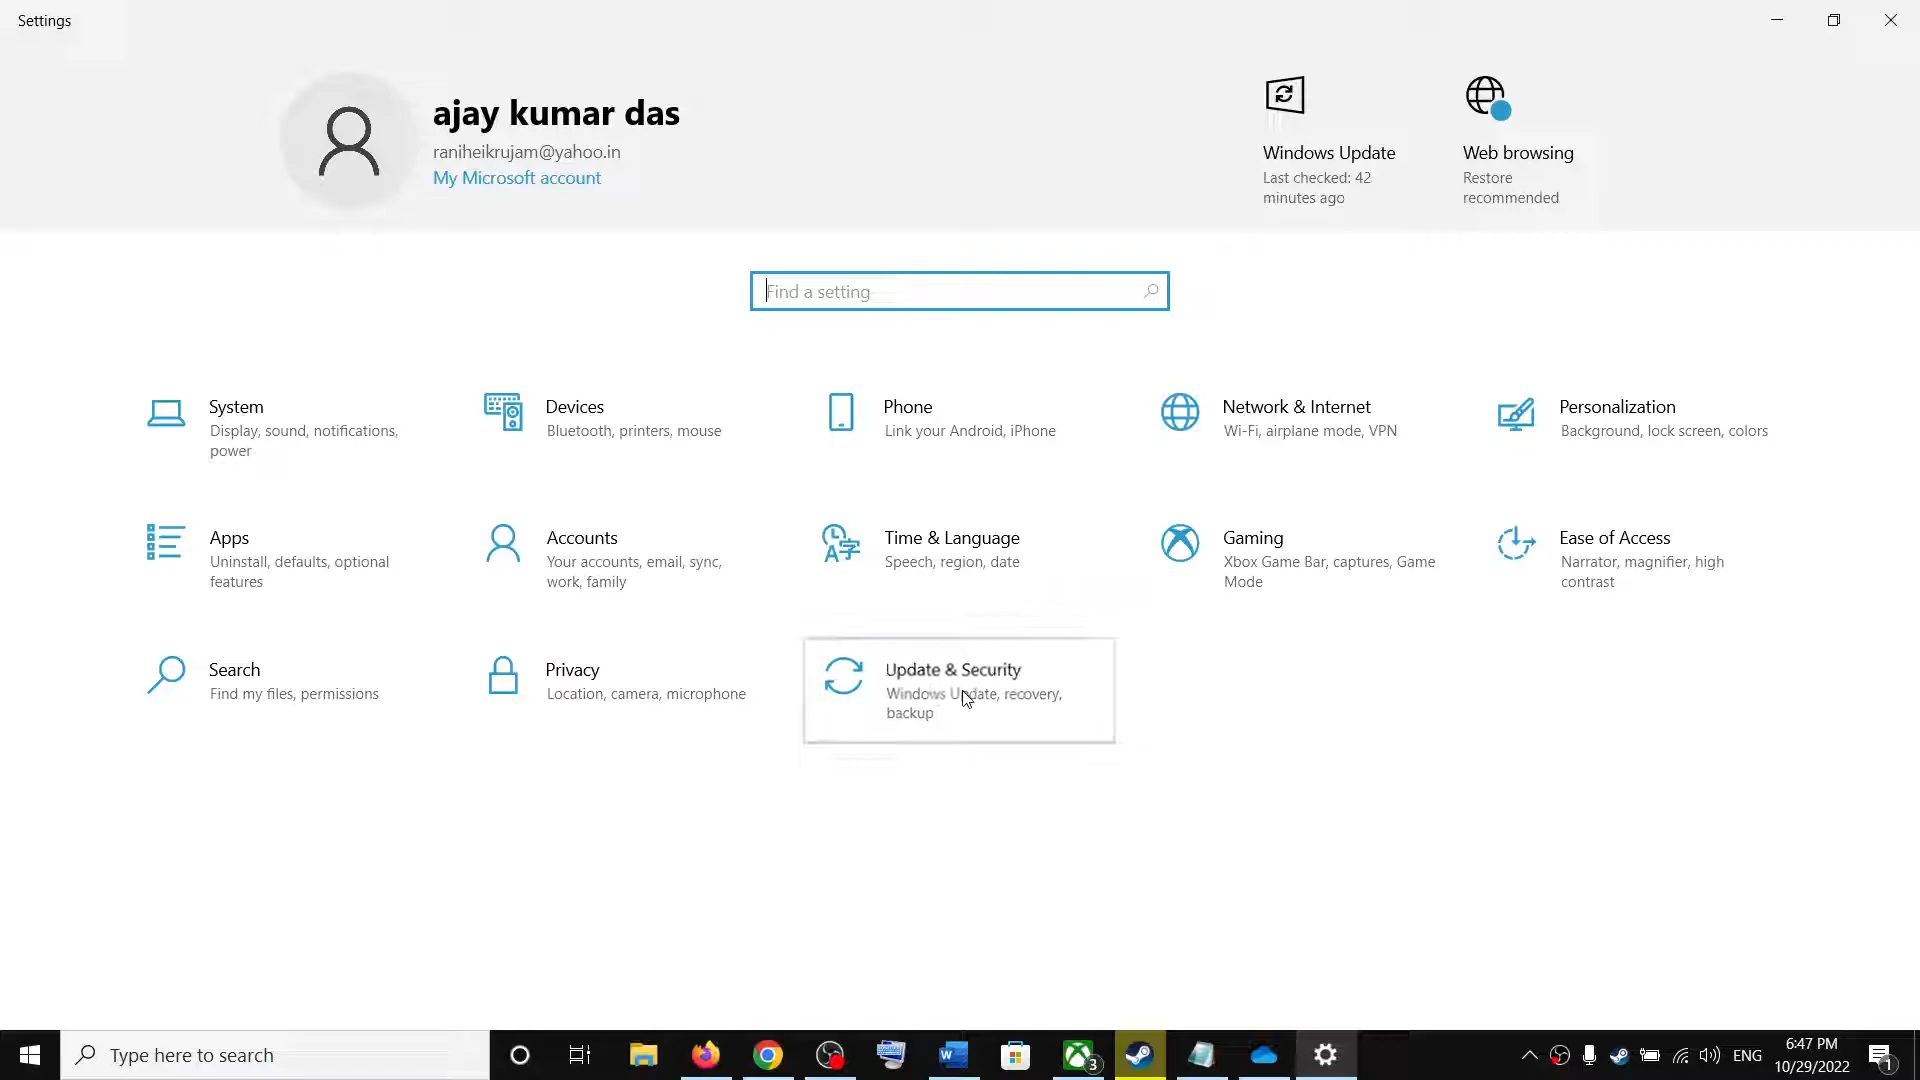 Settings
ajay kumar das
raniheikrujam@yahoo.in
My Microsoft account
Windows Update
Last checked: 42
minutes ago
Web browsing
Restore
recommended
Find a setting
System
Display, sound, notifications,
power
Devices
Bluetooth, printers, mouse
Phone
Link your Android, iPhone
Network & Internet
Wi-Fi, airplane mode, VPN
Personalization
Background, lock screen, colors
Apps
Uninstall, defaults, optional
features
Accounts
Your accounts, email, sync,
work, family
Time & Language
Speech, region, date
Gaming
Xbox Game Bar, captures, Game
Mode
Ease of Access
Narrator, magnifier, high
contrast
Search
Find my files, permissions
Privacy
Location, camera, microphone
Update & Security
Windows Update, recovery,
backup
Type here to search
3
ENG
6:47 PM
10/29/2022
1